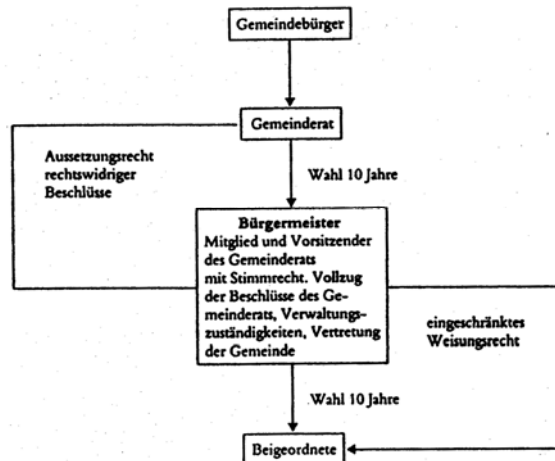 Gemeindebürger
Gemeinderat
Aussetzungsrecht
rechtswidriger
Beschlüsse
Wahl 10 Jahre
Bürgermeister
Mitglied und Vorsitzender
des Gemeinderats
mit Stimmrecht. Vollzug
der Beschlüsse des Ge-
meinderats, Verwaltungs-
zuständigkeiten, Vertretung
der Gemeinde
eingeschränktes
Weisungsrecht
Wahl 10 Jahre
Beigeordnete